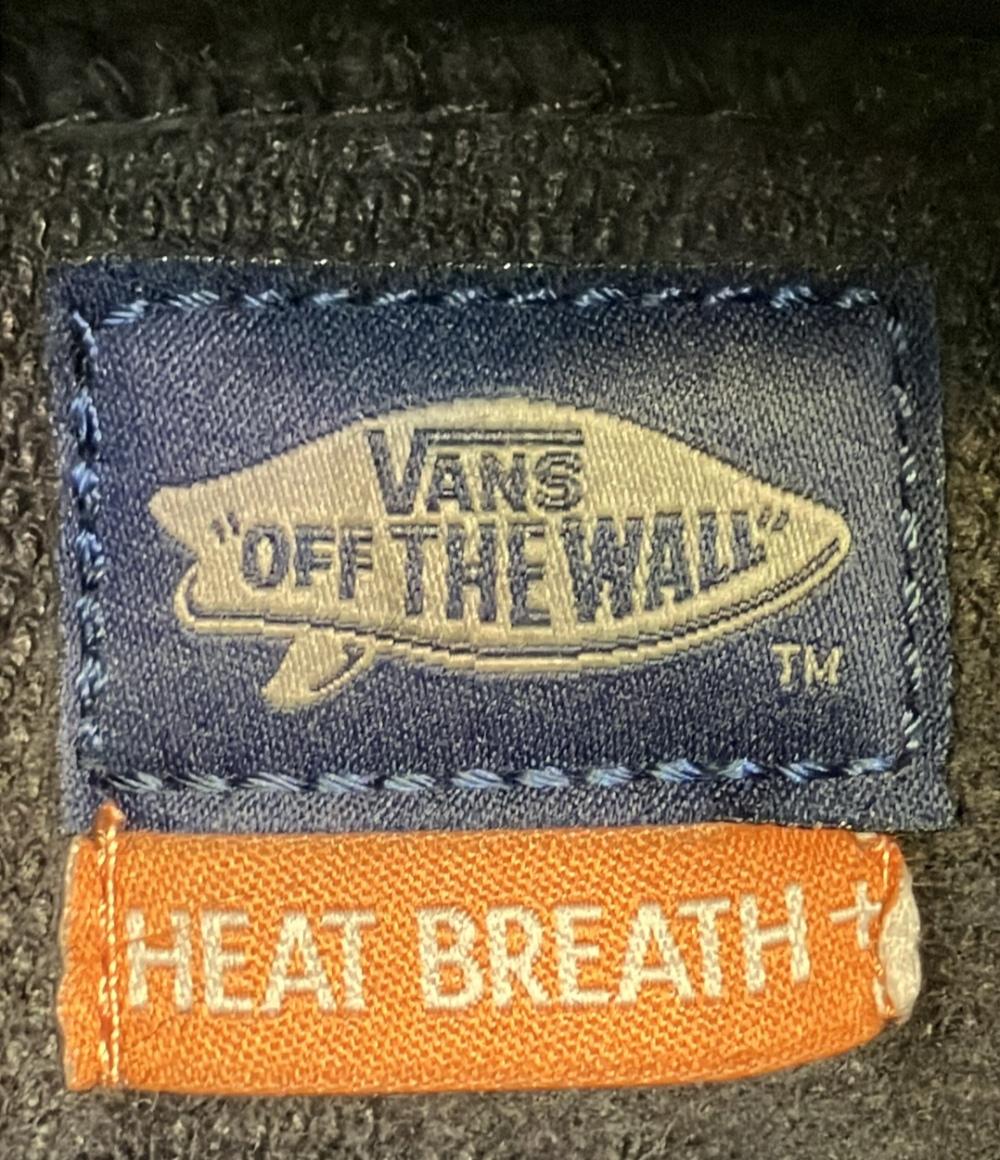 VANS
"OFF THE WALL"
TM
HEAT BREATH +